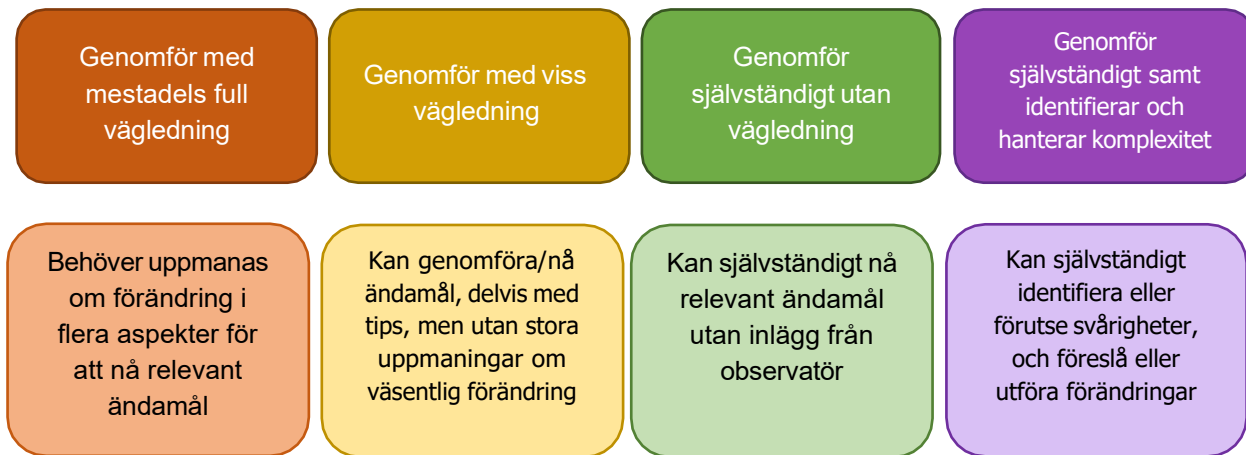 Genomför med
mestadels full
vägledning
Genomför med viss
vägledning
Genomför
självständigt utan
vägledning
Genomför
självständigt samt
identifierar och
hanterar komplexitet
Behöver uppmanas
om förändring i
flera aspekter för
att nå relevant
ändamål
Kan genomföra/nå
ändamål, delvis med
tips, men utan stora
uppmaningar om
väsentlig förändring
Kan självständigt nå
relevant ändamål
utan inlägg från
observatör
Kan självständigt
identifiera eller
förutse svårigheter,
och föreslå eller
utföra förändringar